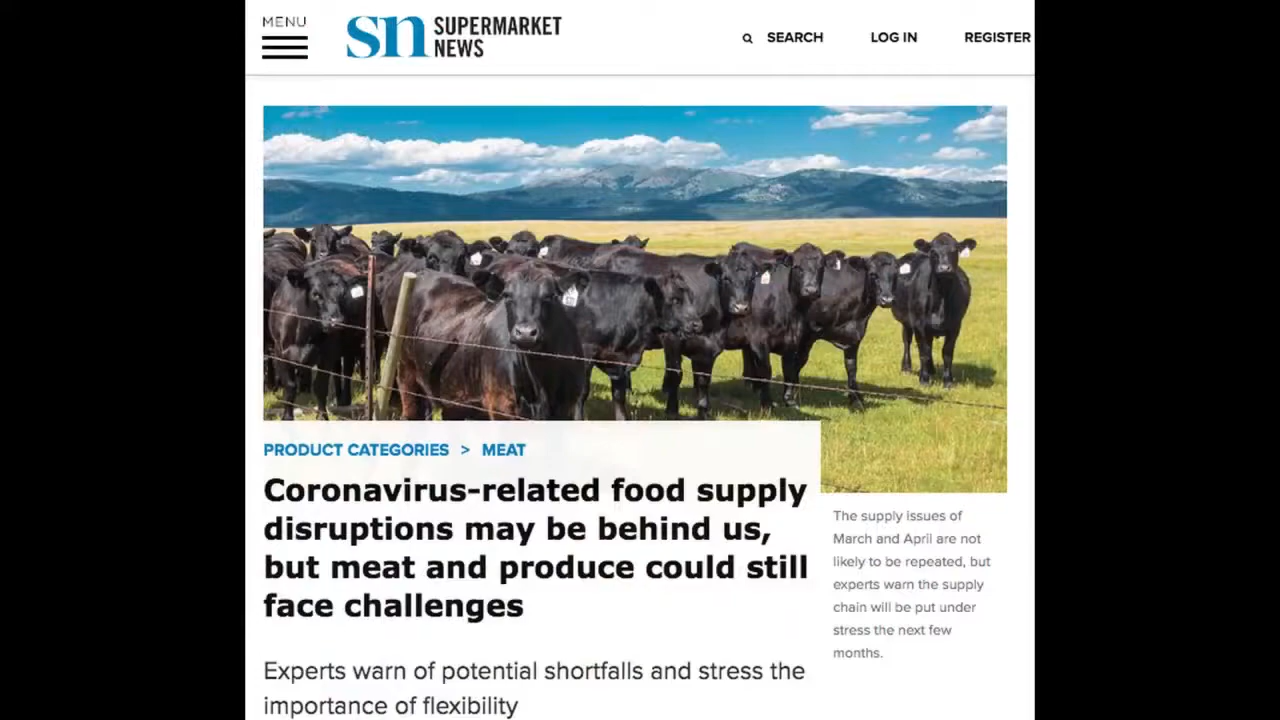 MENU
sn SUPERMARKET
NEWS
SEARCH LOG IN REGISTER
PRODUCT CATEGORIES > MEAT
Coronavirus-related food supply
disruptions may be behind us,
but meat and produce could still
face challenges
Experts warn of potential shortfalls and stress the
importance of flexibility
The supply issues of
March and April are not
likely to be repeated, but
experts warn the supply
chain will be put under
stress the next few
months.